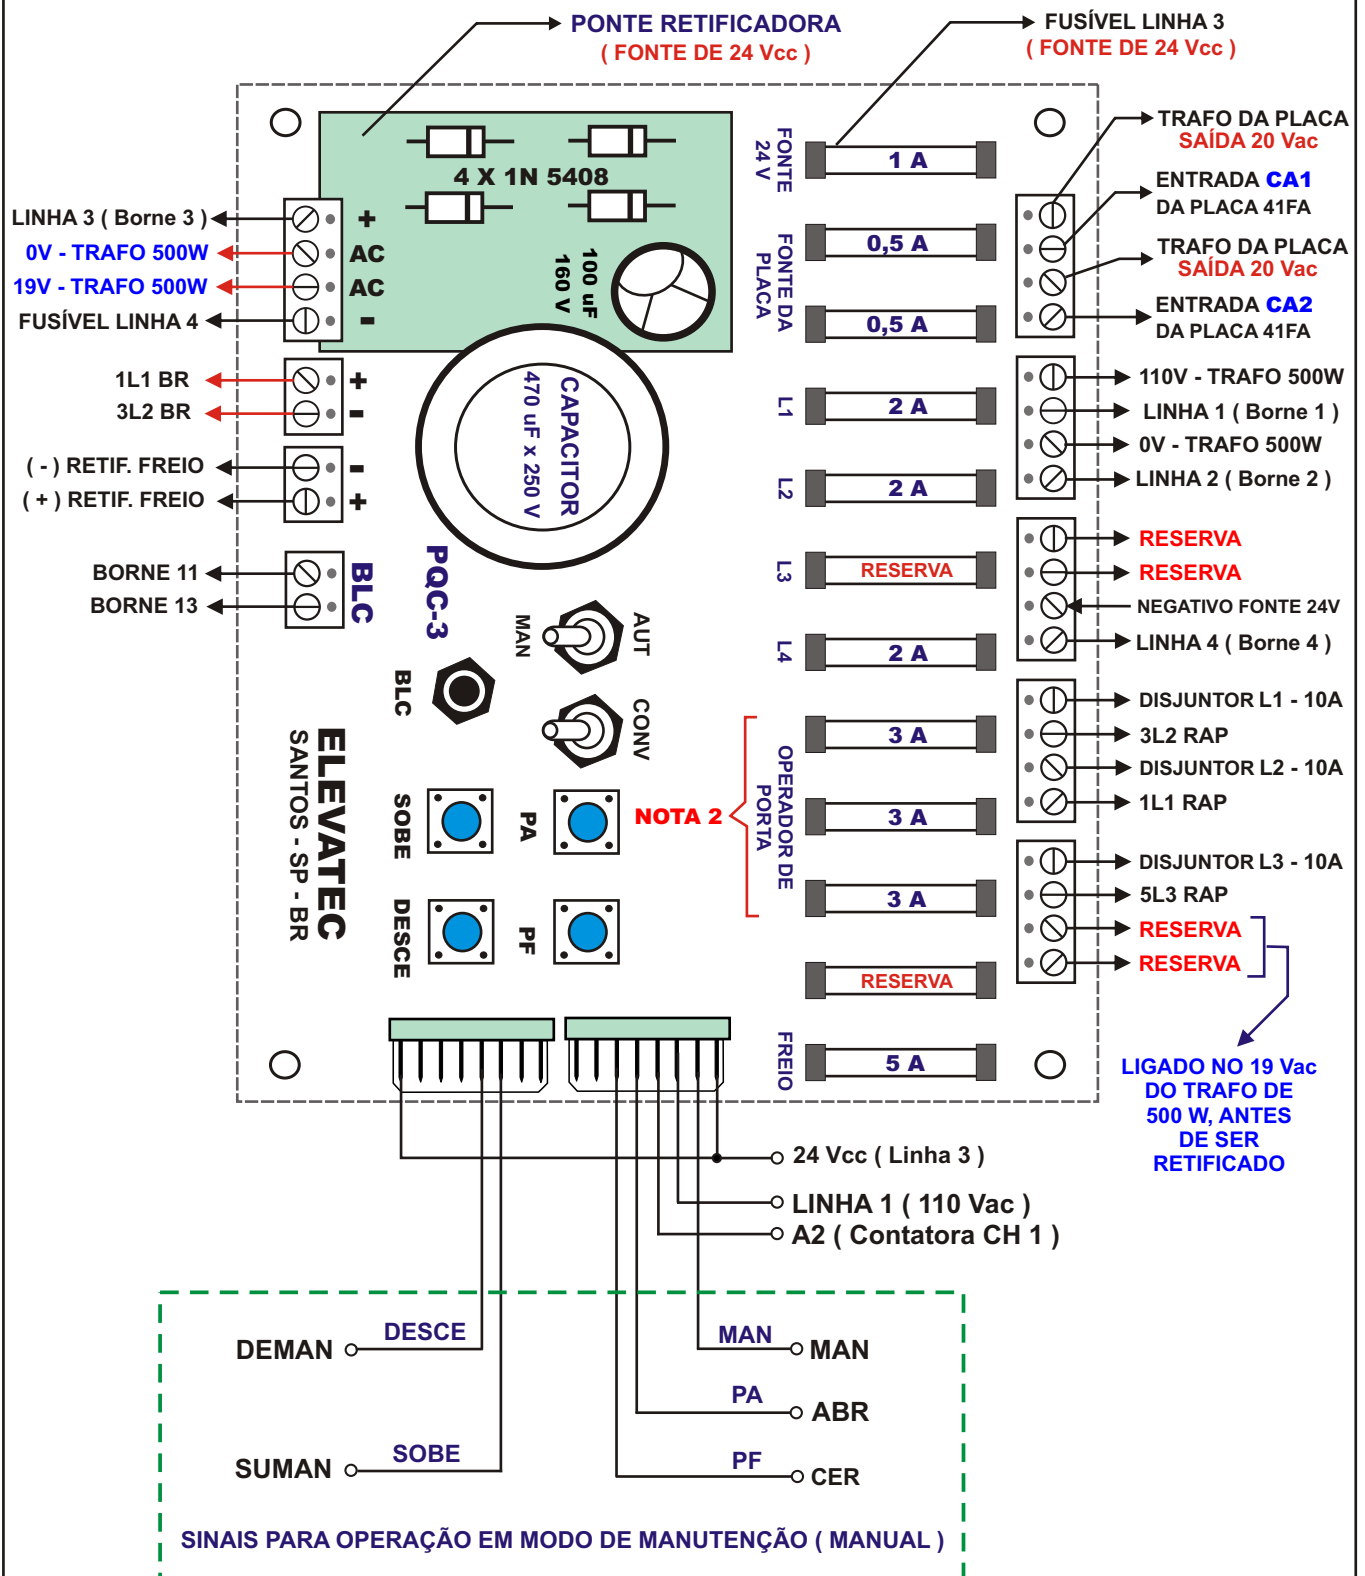 PONTE RETIFICADORA
( FONTE DE 24 Vcc )
FUSÍVEL LINHA 3
( FONTE DE 24 Vcc )
4 X 1N 5408
100 uF
160 V
LINHA 3 ( Borne 3 )
+
0V - TRAFO 500W
AC
19V - TRAFO 500W
AC
FUSÍVEL LINHA 4
-
1L1 BR
+
3L2 BR
-
( - ) RETIF. FREIO
-
( + ) RETIF. FREIO
+
BORNE 11
BORNE 13
BLC
CAPACITOR
470 uF x 250 V
PQC-3
MAN
AUT
BLC
CONV
ELEVATEC
SANTOS - SP - BR
SOBE
PA
DESCE
PF
NOTA 2
FONTE
24 V
1 A
FONTE DA
PLACA
0,5 A
0,5 A
L1
2 A
L2
2 A
L3
RESERVA
L4
2 A
OPERADOR DE
PORTA
3 A
3 A
3 A
RESERVA
FREIO
5 A
TRAFO DA PLACA
SAÍDA 20 Vac
ENTRADA CA1
DA PLACA 41FA
TRAFO DA PLACA
SAÍDA 20 Vac
ENTRADA CA2
DA PLACA 41FA
110V - TRAFO 500W
LINHA 1 ( Borne 1 )
0V - TRAFO 500W
LINHA 2 ( Borne 2 )
RESERVA
RESERVA
NEGATIVO FONTE 24V
LINHA 4 ( Borne 4 )
DISJUNTOR L1 - 10A
3L2 RAP
DISJUNTOR L2 - 10A
1L1 RAP
DISJUNTOR L3 - 10A
5L3 RAP
RESERVA
RESERVA
LIGADO NO 19 Vac
DO TRAFO DE
500 W, ANTES
DE SER
RETIFICADO
24 Vcc ( Linha 3 )
LINHA 1 ( 110 Vac )
A2 ( Contatora CH 1 )
DEMAN
DESCE
MAN
MAN
PA
ABR
SUMAN
SOBE
PF
CER
SINAIS PARA OPERAÇÃO EM MODO DE MANUTENÇÃO ( MANUAL )